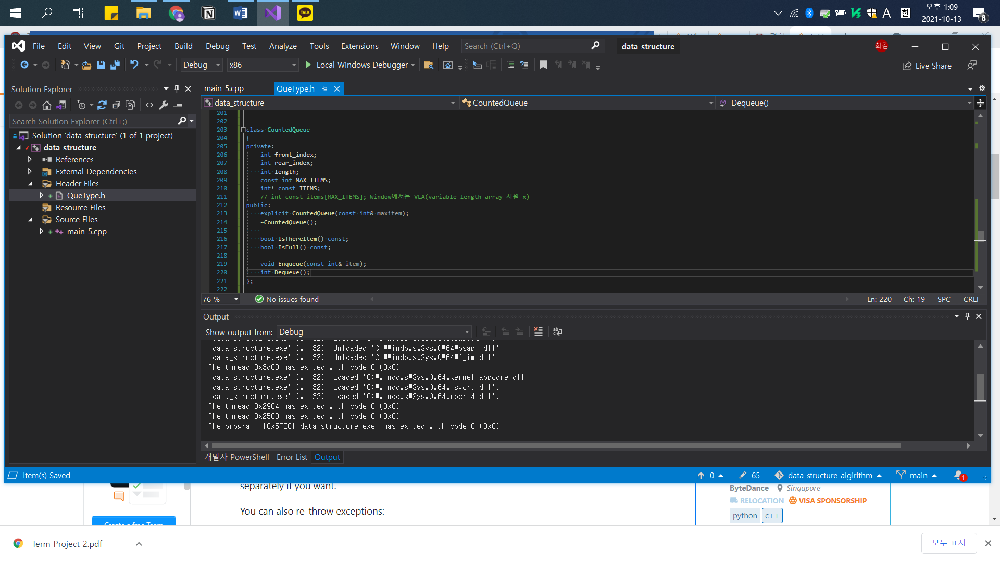 오후 1:09
2021-10-13
A
한
8
File Edit View Git Project Build Debug Test Analyze Tools Extensions Window Help Search (Ctrl+Q) data_structure 희김
Debug x86 Local Windows Debugger Live Share
Solution Explorer
Search Solution Explorer (Ctrl+;)
Solution 'data_structure' (1 of 1 project)
data_structure
References
External Dependencies
Header Files
QueType.h
Resource Files
Source Files
main_5.cpp
main_5.cpp QueType.h
data_structure CountedQueue Dequeue()
201
202
203 class CountedQueue
204 {
205 private:
206 int front_index;
207 int rear_index;
208 int length;
209 const int MAX_ITEMS;
210 int* const ITEMS;
211 // int const items[MAX_ITEMS]; Window에서는 VLA(variable length array 지원 x)
212 public:
213 explicit CountedQueue(const int& maxitem);
214 ~CountedQueue();
215
216 bool IsThereItem() const;
217 bool IsFull() const;
218
219 void Enqueue(const int& item);
220 int Dequeue();
221 };
222
76 % No issues found Ln: 220 Ch: 19 SPC CRLF
Output
Show output from: Debug
'data_structure.exe' (Win32): Unloaded 'C:₩Windows₩SysWOW64₩psapi.dll'
'data_structure.exe' (Win32): Unloaded 'C:₩Windows₩SysWOW64₩f_im.dll'
The thread 0x3d08 has exited with code 0 (0x0).
'data_structure.exe' (Win32): Loaded 'C:₩Windows₩SysWOW64₩kernel.appcore.dll'.
'data_structure.exe' (Win32): Loaded 'C:₩Windows₩SysWOW64₩msvcrt.dll'.
'data_structure.exe' (Win32): Loaded 'C:₩Windows₩SysWOW64₩rpcrt4.dll'.
The thread 0x2904 has exited with code 0 (0x0).
The thread 0x2500 has exited with code 0 (0x0).
The program '[0x5FEC] data_structure.exe' has exited with code 0 (0x0).
개발자 PowerShell Error List Output
Item(s) Saved 0 65 data_structure_algirithm main 1
separately if you want.
You can also re-throw exceptions:
Create a free Team
ByteDance Singapore
RELOCATION VISA SPONSORSHIP
python c++
Term Project 2.pdf
모두 표시